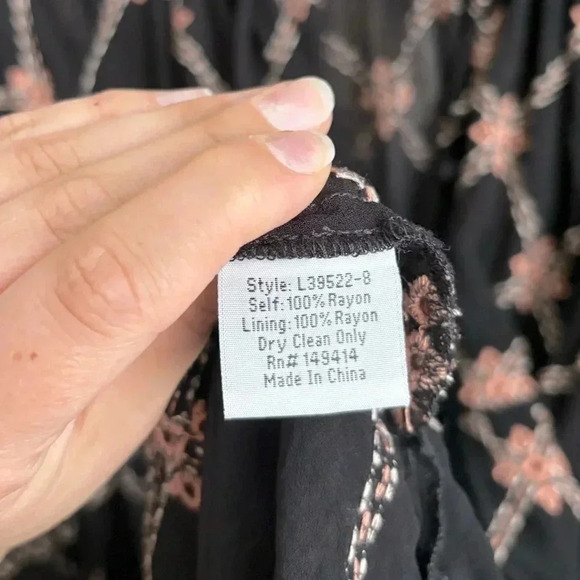 Style: L39522-8
Self: 100% Rayon
Lining: 100% Rayon
Dry Clean Only
Rn# 149414
Made In China